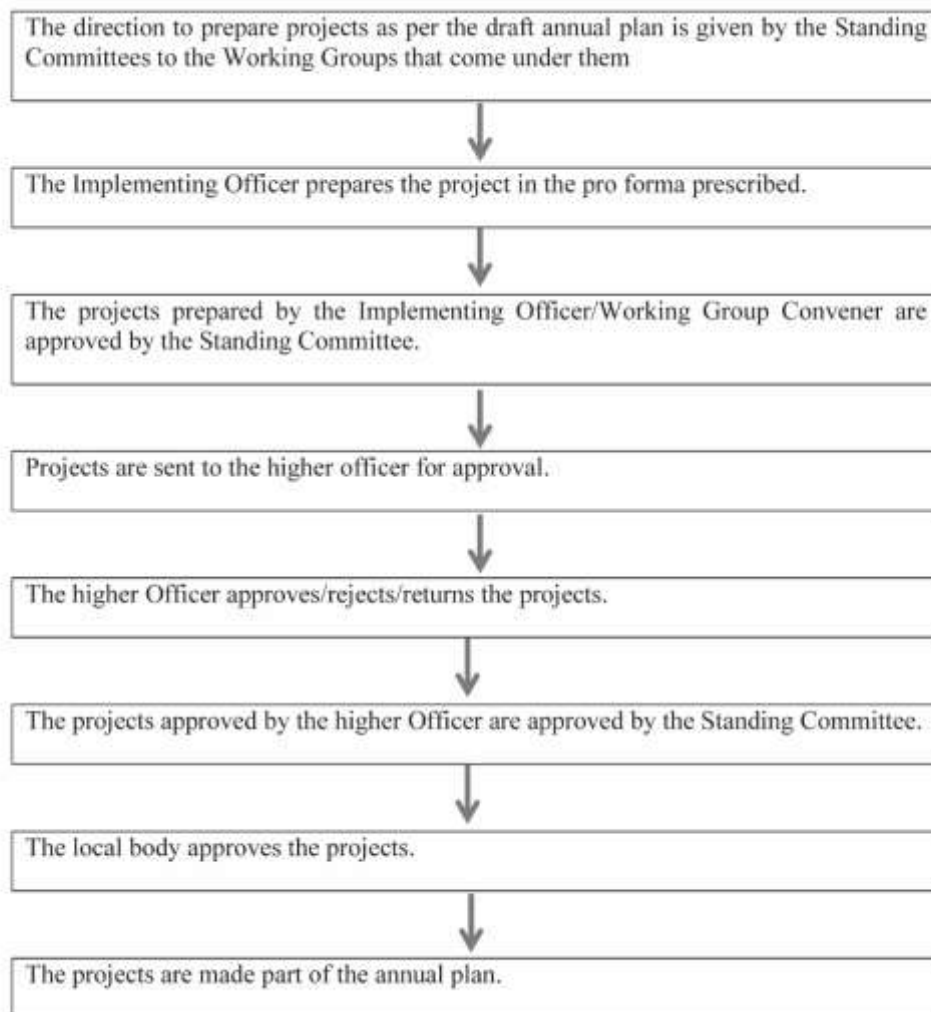 The direction to prepare projects as per the draft annual plan is given by the Standing
Committees to the Working Groups that come under them
The Implementing Officer prepares the project in the pro forma prescribed.
The projects prepared by the Implementing Officer/Working Group Convener are
approved by the Standing Committee.
Projects are sent to the higher officer for approval.
The higher Officer approves/rejects/returns the projects.
The projects approved by the higher Officer are approved by the Standing Committee.
The local body approves the projects.
The projects are made part of the annual plan.